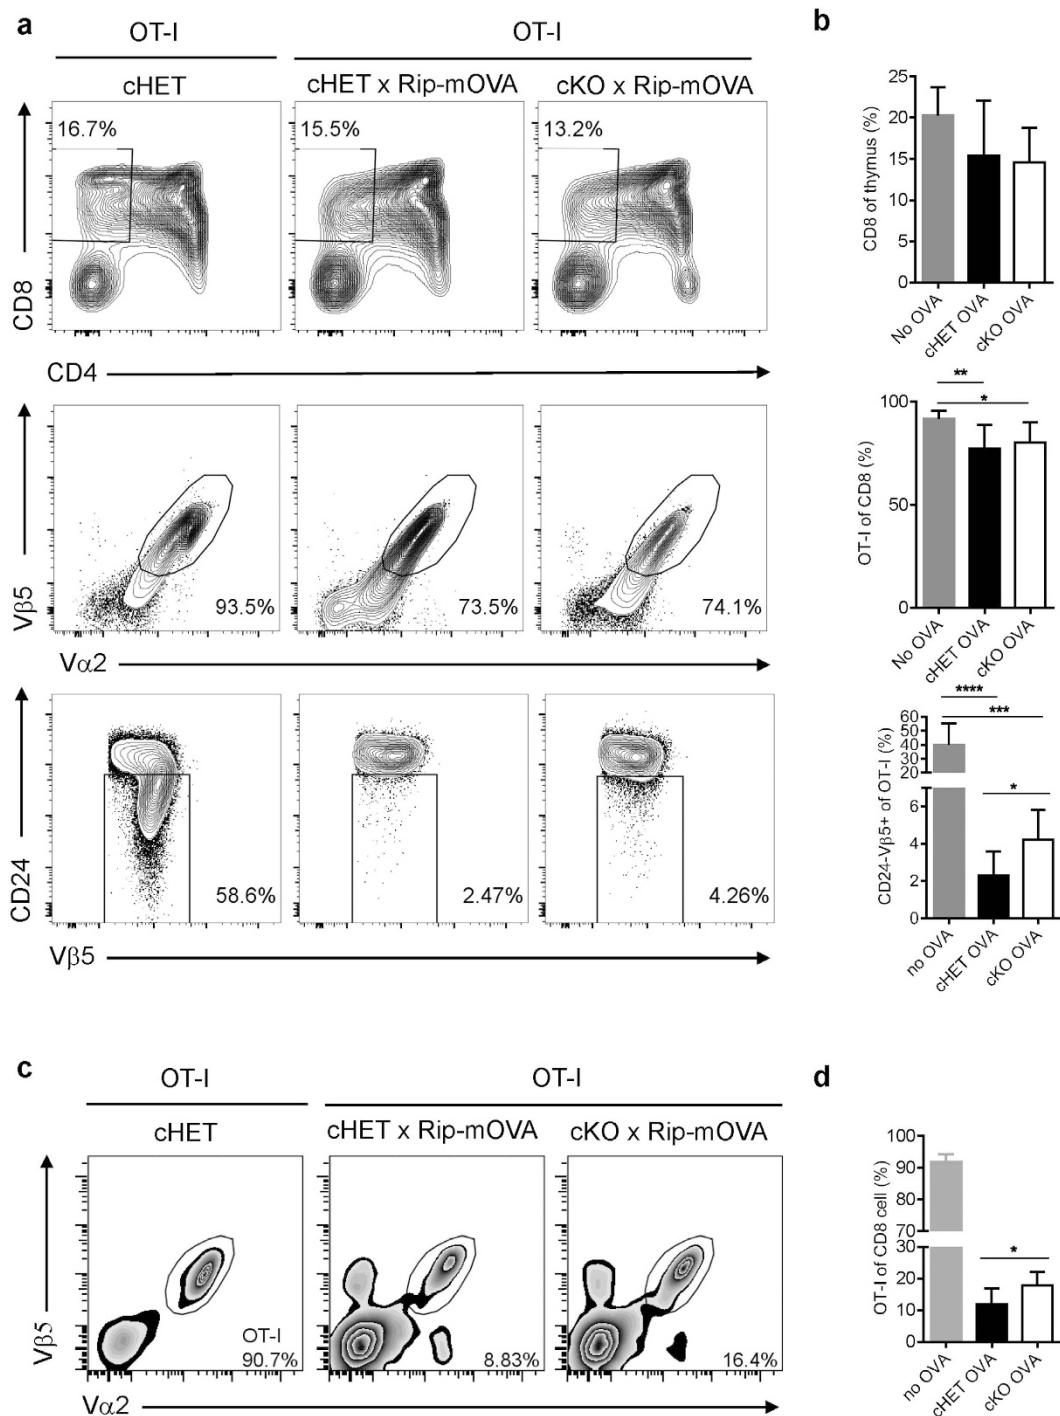 a
OT-I OT-I
cHET cHET x Rip-mOVA cKO x Rip-mOVA
16.7% 15.5% 13.2%
CD8
CD4
Vβ5
93.5% 73.5% 74.1%
Vα2
CD24
58.6% 2.47% 4.26%
Vβ5
b
CD8 of thymus (%)
25
20
15
10
5
0
No OVA cHET OVA cKO OVA
**
*
OT-I of CD8 (%)
100
50
0
No OVA cHET OVA cKO OVA
****
***
*
CD24-Vβ5+ of OT-I (%)
60
50
40
30
20
6
4
2
0
no OVA cHET OVA cKO OVA
c
OT-I OT-I
cHET cHET x Rip-mOVA cKO x Rip-mOVA
Vβ5
OT-I
90.7% 8.83% 16.4%
Vα2
d
OT-I of CD8 cell (%)
100
90
80
70
30
20
10
0
*
no OVA cHET OVA cKO OVA